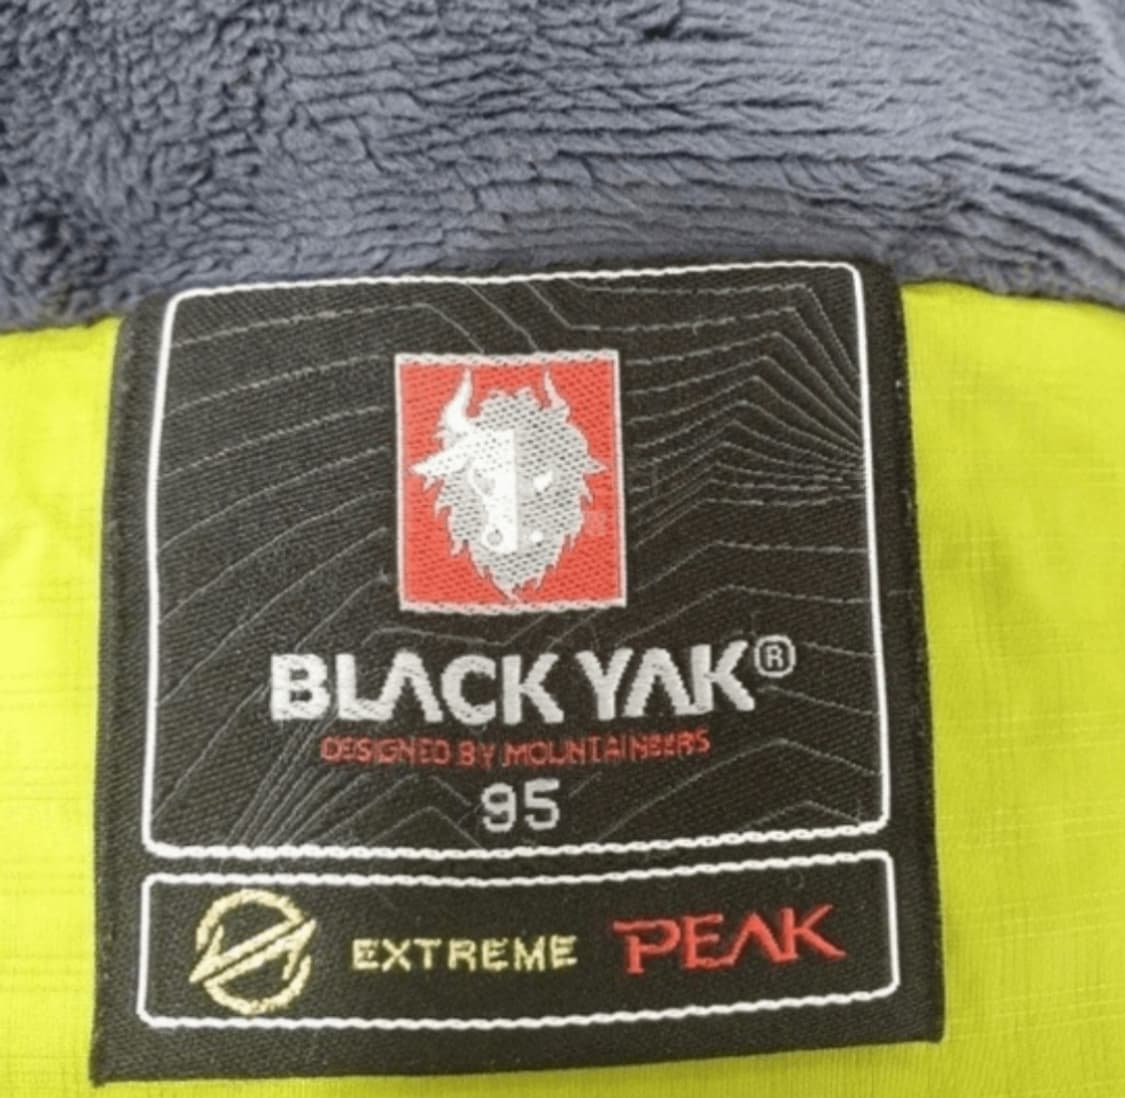 BLACK YAK®
DESIGNED BY MOUNTAINEERS
95
EXTREME PEAK